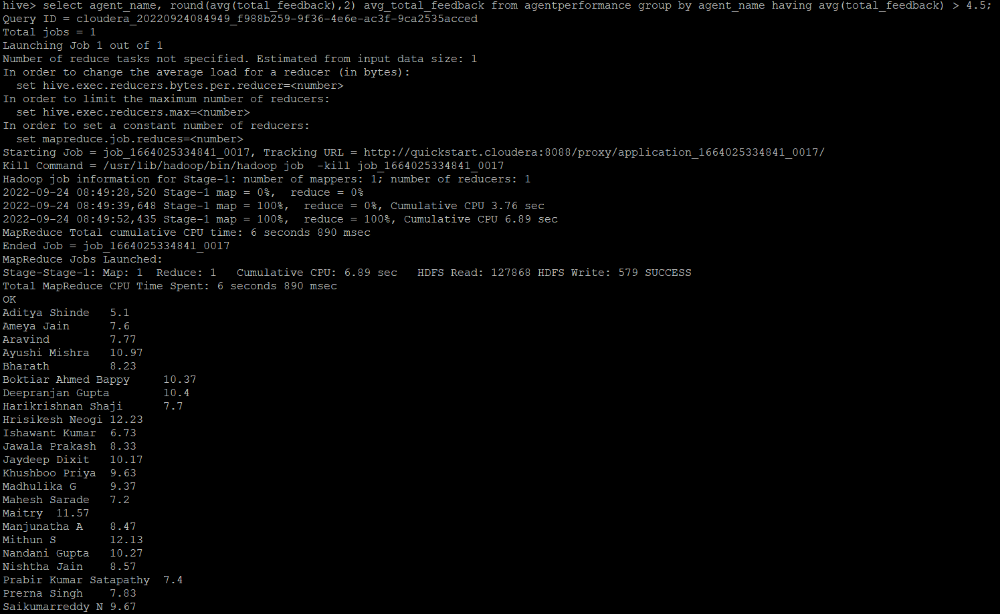 hive> select agent_name, round(avg(total_feedback),2) avg_total_feedback from agentperformance group by agent_name having avg(total_feedback) > 4.5;
Query ID = cloudera_20220924084949_f988b259-9f36-4e6e-ac3f-9ca2535acced
Total jobs = 1
Launching Job 1 out of 1
Number of reduce tasks not specified. Estimated from input data size: 1
In order to change the average load for a reducer (in bytes):
  set hive.exec.reducers.bytes.per.reducer=<number>
In order to limit the maximum number of reducers:
  set hive.exec.reducers.max=<number>
In order to set a constant number of reducers:
  set mapreduce.job.reduces=<number>
Starting Job = job_1664025334841_0017, Tracking URL = http://quickstart.cloudera:8088/proxy/application_1664025334841_0017/
Kill Command = /usr/lib/hadoop/bin/hadoop job  -kill job_1664025334841_0017
Hadoop job information for Stage-1: number of mappers: 1; number of reducers: 1
2022-09-24 08:49:28,520 Stage-1 map = 0%,  reduce = 0%
2022-09-24 08:49:39,648 Stage-1 map = 100%,  reduce = 0%, Cumulative CPU 3.76 sec
2022-09-24 08:49:52,435 Stage-1 map = 100%,  reduce = 100%, Cumulative CPU 6.89 sec
MapReduce Total cumulative CPU time: 6 seconds 890 msec
Ended Job = job_1664025334841_0017
MapReduce Jobs Launched:
Stage-Stage-1: Map: 1  Reduce: 1   Cumulative CPU: 6.89 sec   HDFS Read: 127868 HDFS Write: 579 SUCCESS
Total MapReduce CPU Time Spent: 6 seconds 890 msec
OK
Aditya Shinde   5.1
Ameya Jain      7.6
Aravind         7.77
Ayushi Mishra   10.97
Bharath         8.23
Boktiar Ahmed Bappy     10.37
Deepranjan Gupta        10.4
Harikrishnan Shaji      7.7
Hrisikesh Neogi 12.23
Ishawant Kumar  6.73
Jawala Prakash  8.33
Jaydeep Dixit   10.17
Khushboo Priya  9.63
Madhulika G     9.37
Mahesh Sarade   7.2
Maitry  11.57
Manjunatha A    8.47
Mithun S        12.13
Nandani Gupta   10.27
Nishtha Jain    8.57
Prabir Kumar Satapathy  7.4
Prerna Singh    7.83
Saikumarreddy N 9.67